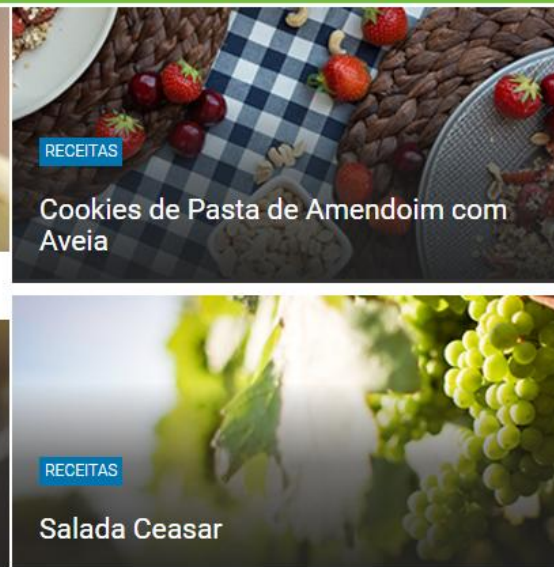 RECEITAS
Cookies de Pasta de Amendoim com
Aveia
RECEITAS
Salada Ceasar